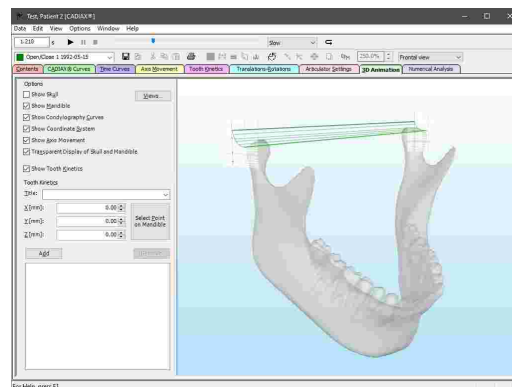 Test, Patient 2 [CADIAX®]
Data Edit View Options Window Help
1-210 s Slow
Open/Close 1 1992-05-15 250.0% Frontal view
Contents CADIAX® Curves Time Curves Axis Movement Tooth Kinetics Translations-Rotations Articulator Settings 3D Animation Numerical Analysis
Options
Show Skull Views...
Show Mandible
Show Condylography Curves
Show Coordinate System
Show Axis Movement
Transparent Display of Skull and Mandible
Show Tooth Kinetics
Tooth Kinetics
Title:
X [mm]: 0.00
Y [mm]: 0.00
Z [mm]: 0.00
Select Point
on Mandible
Add
For Help, press F1